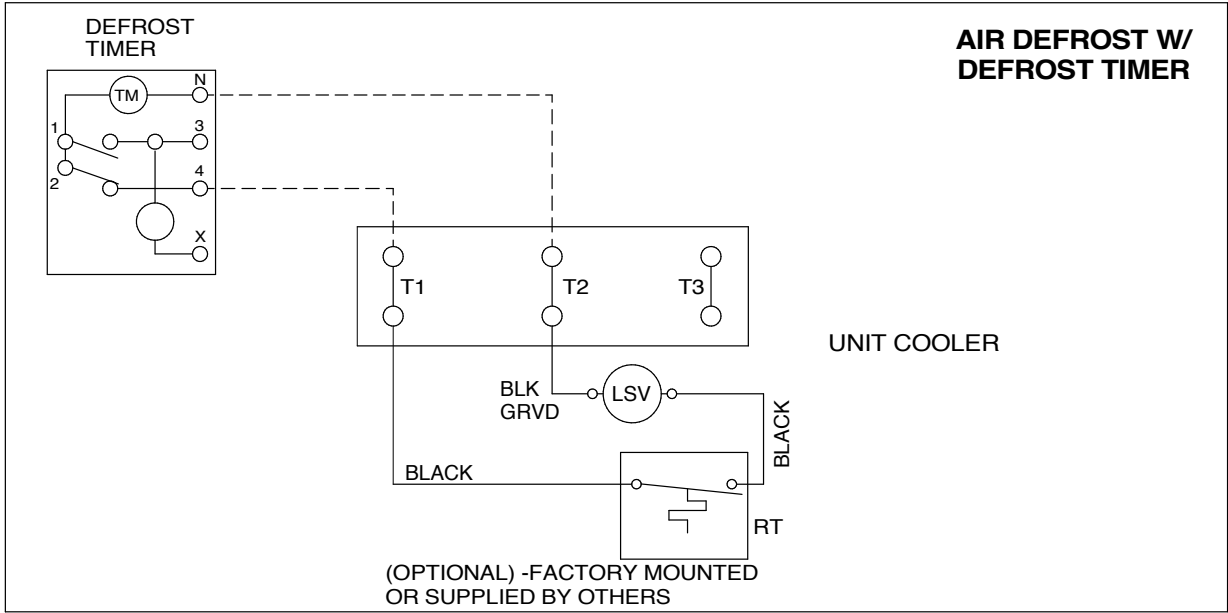 DEFROST
TIMER
AIR DEFROST W/
DEFROST TIMER
N
TM
1
3
2
4
X
T1
T2
T3
UNIT COOLER
BLK
GRVD
LSV
BLACK
BLACK
RT
(OPTIONAL) -FACTORY MOUNTED
OR SUPPLIED BY OTHERS